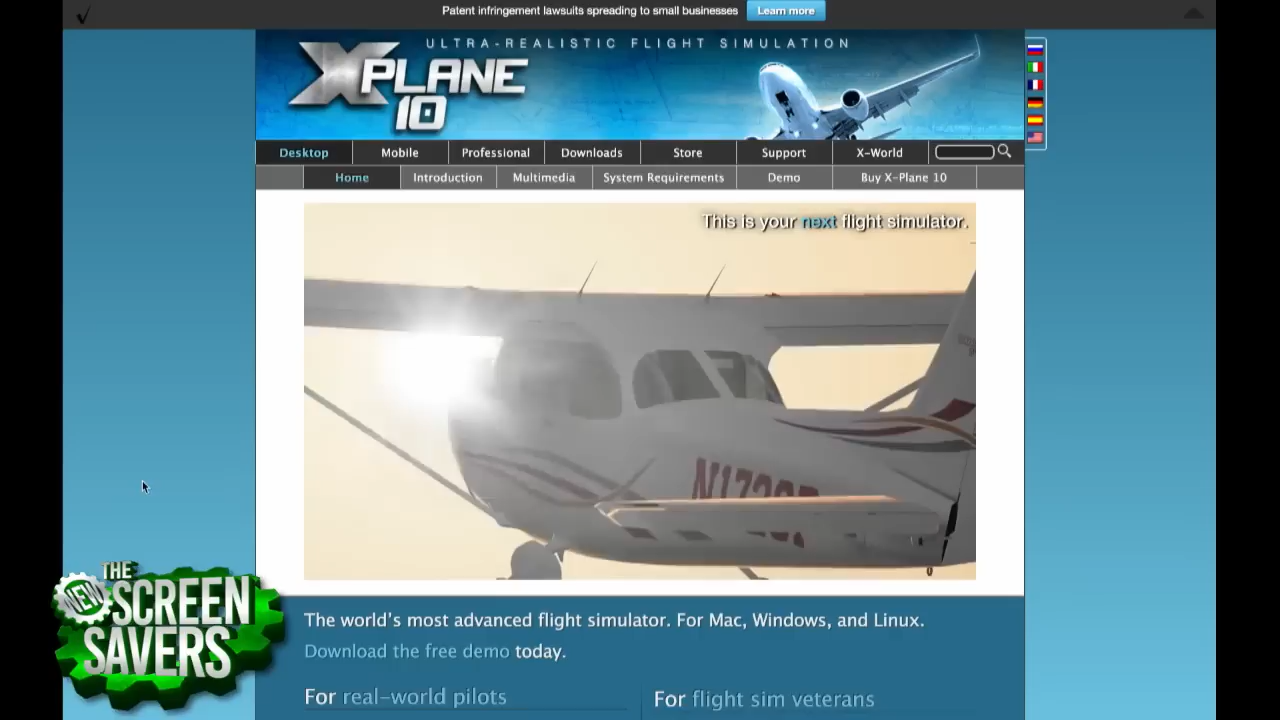 Patent infringement lawsuits spreading to small businesses Learn more
ULTRA-REALISTIC FLIGHT SIMULATION
X PLANE
10
Desktop Mobile Professional Downloads Store Support X-World
Home Introduction Multimedia System Requirements Demo Buy X-Plane 10
This is your next flight simulator.
THE
NEW SCREEN
SAVERS
The world's most advanced flight simulator. For Mac, Windows, and Linux.
Download the free demo today.
For real-world pilots
For flight sim veterans